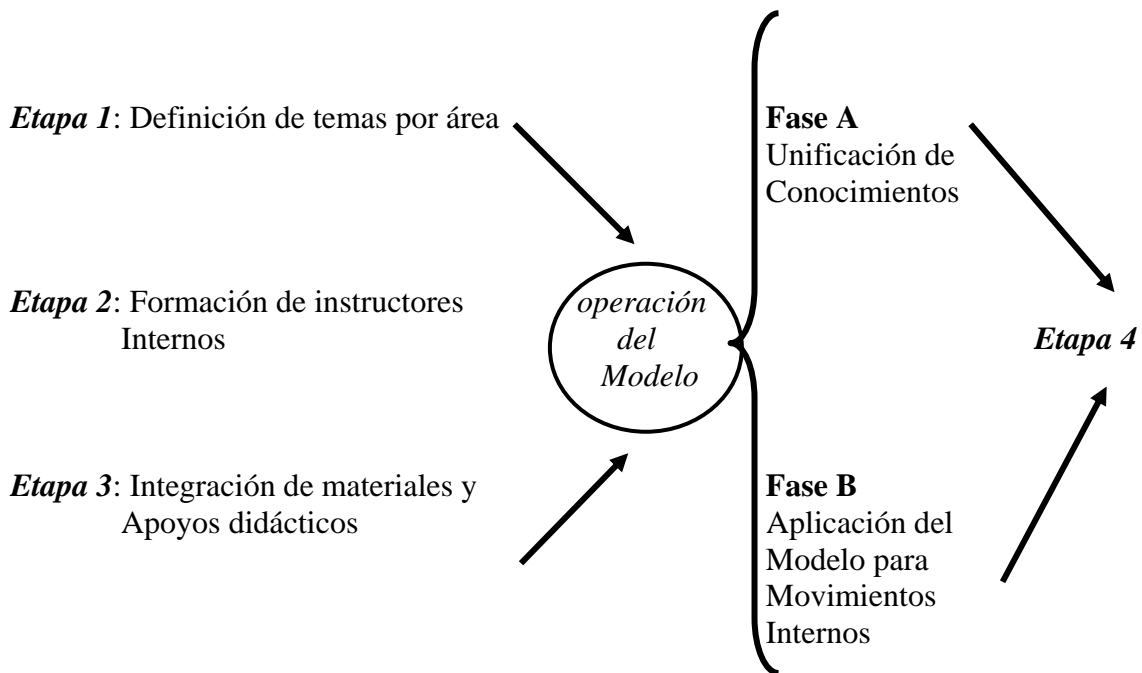 Etapa 1: Definición de temas por área
Etapa 2: Formación de instructores
Internos
Etapa 3: Integración de materiales y
Apoyos didácticos
operación
del
Modelo
Fase A
Unificación de
Conocimientos
Fase B
Aplicación del
Modelo para
Movimientos
Internos
Etapa 4